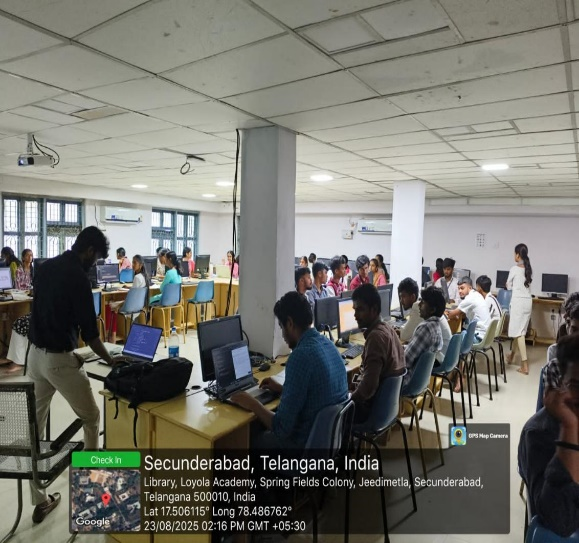 GPS Map Camera
Check In
Secunderabad, Telangana, India
Library, Loyola Academy, Spring Fields Colony, Jeedimetla, Secunderabad,
Telangana 500010, India
Lat 17.506115° Long 78.486762°
23/08/2025 02:16 PM GMT +05:30
Google